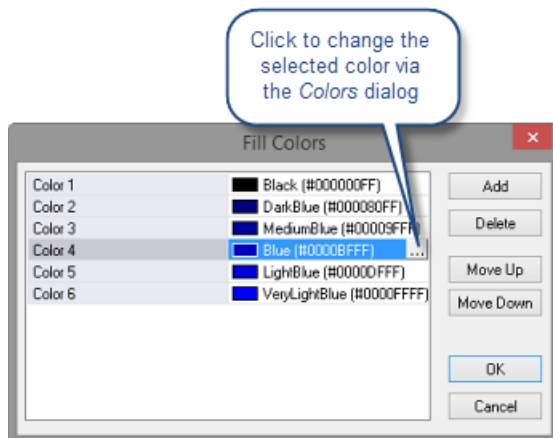 Click to change the
selected color via
the Colors dialog
Fill Colors
Color 1 Black (#000000FF)
Color 2 DarkBlue (#000080FF)
Color 3 MediumBlue (#00009FFF)
Color 4 Blue (#0000BFFF) ...
Color 5 LightBlue (#0000DFFF)
Color 6 VeryLightBlue (#0000FFFF)
Add
Delete
Move Up
Move Down
OK
Cancel